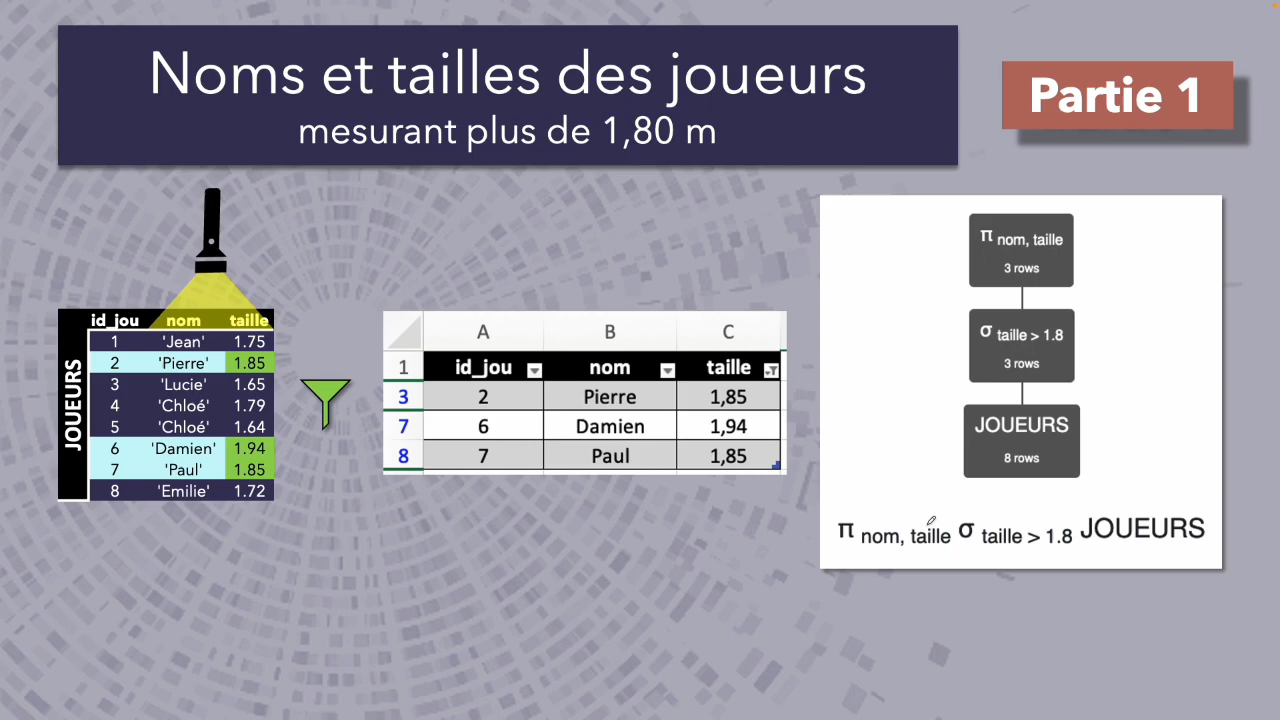 Noms et tailles des joueurs
mesurant plus de 1,80 m
Partie 1
JOUEURS
id_jou nom taille
1 'Jean' 1.75
2 'Pierre' 1.85
3 'Lucie' 1.65
4 'Chloé' 1.79
5 'Chloé' 1.64
6 'Damien' 1.94
7 'Paul' 1.85
8 'Emilie' 1.72
A B C
1 id_jou nom taille
3 2 Pierre 1,85
7 6 Damien 1,94
8 7 Paul 1,85
π nom, taille
3 rows
σ taille > 1.8
3 rows
JOUEURS
8 rows
π nom, taille σ taille > 1.8 JOUEURS